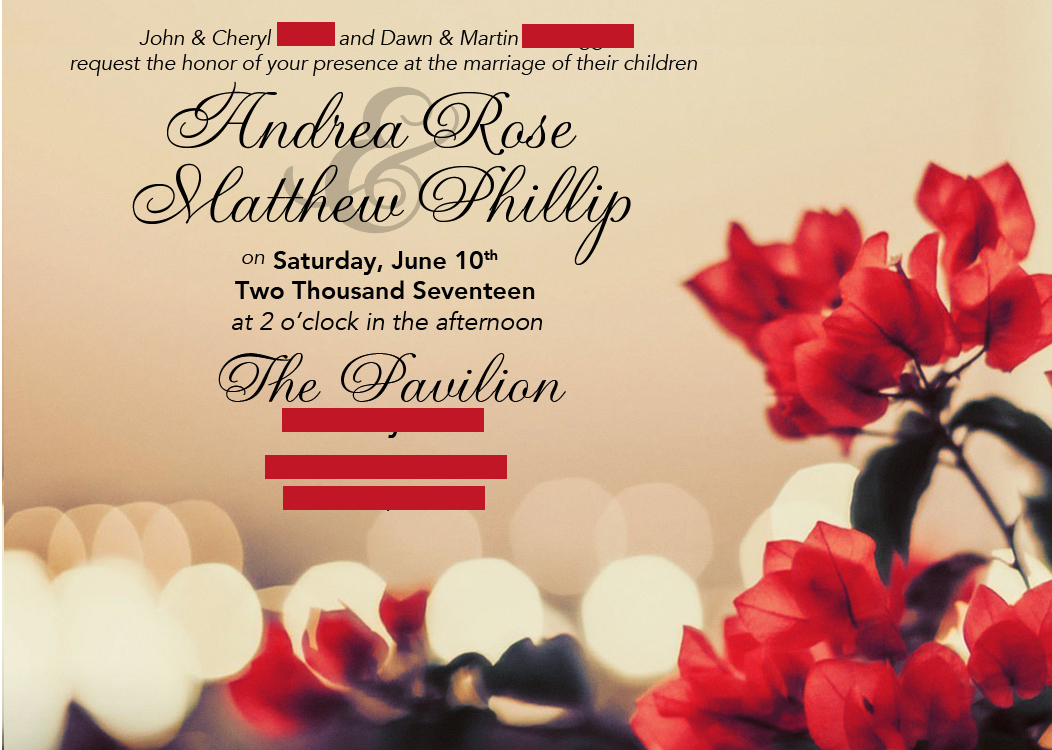 John & Cheryl and Dawn & Martin
request the honor of your presence at the marriage of their children
Andrea Rose
&
Matthew Phillip
on Saturday, June 10th
Two Thousand Seventeen
at 2 o’clock in the afternoon
The Pavilion